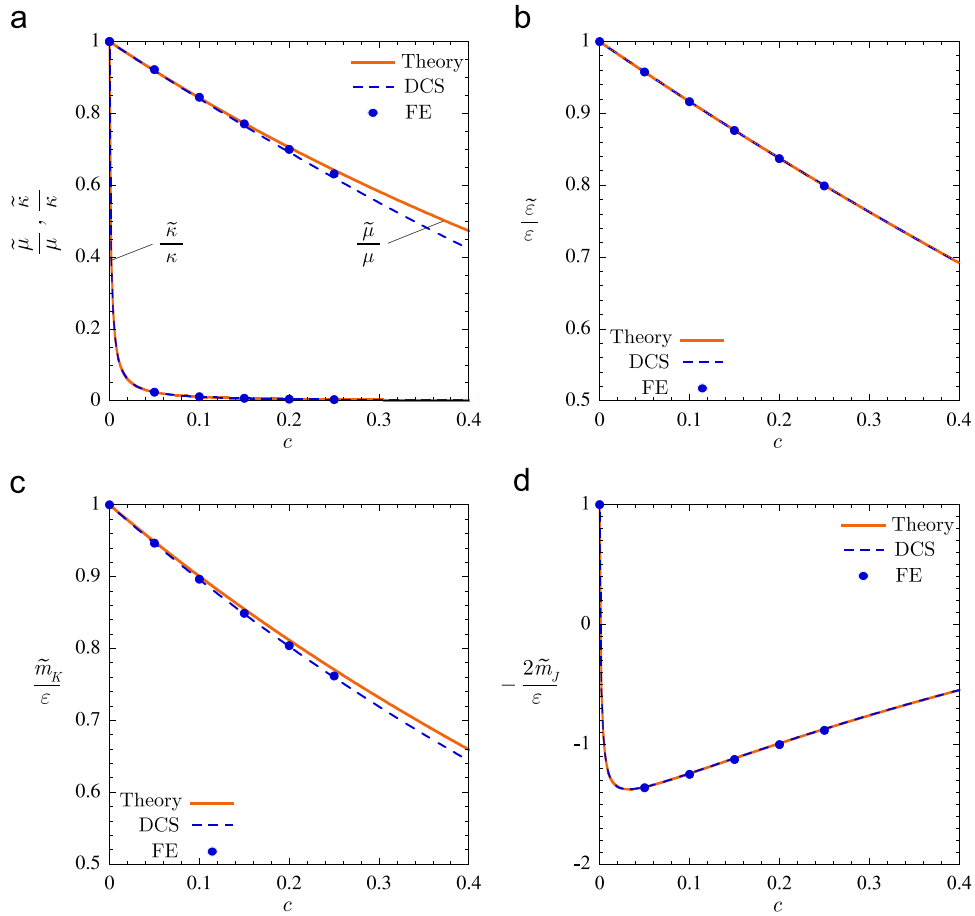 a
1
0.8
0.6
0.4
0.2
0
0
0.1
0.2
0.3
0.4
c
μ̃/μ, κ̃/κ
Theory
DCS
FE
κ̃/κ
μ̃/μ
b
1
0.9
0.8
0.7
0.6
0.5
0
0.1
0.2
0.3
0.4
c
ε̃/ε
Theory
DCS
FE
c
1
0.9
0.8
0.7
0.6
0.5
0
0.1
0.2
0.3
0.4
c
m̃_K/ε
Theory
DCS
FE
d
1
0
-1
-2
0
0.1
0.2
0.3
0.4
c
− 2m̃_J/ε
Theory
DCS
FE